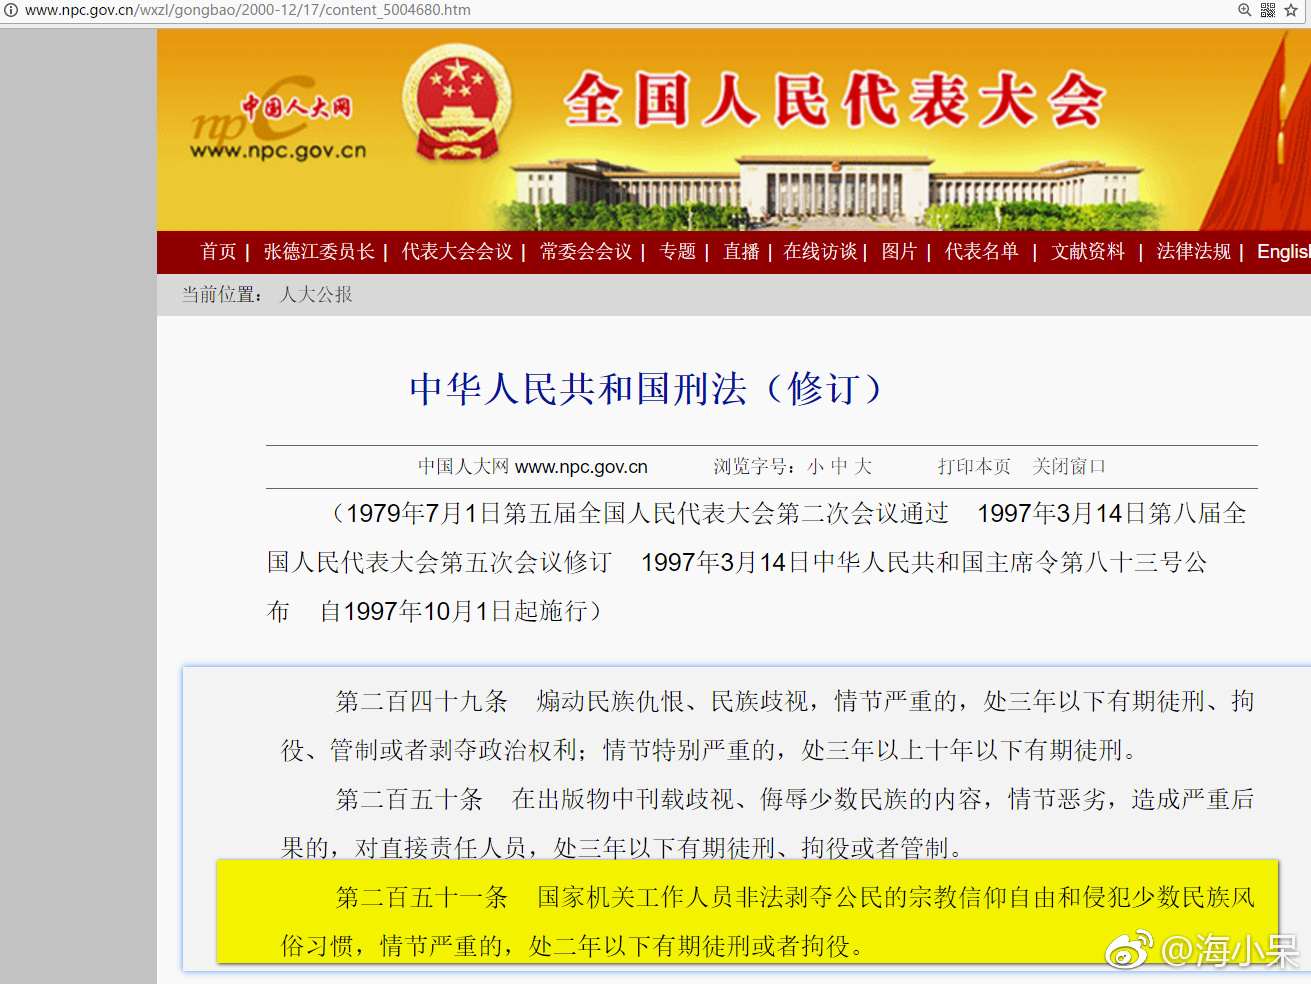 www.npc.gov.cn/wxzl/gongbao/2000-12/17/content_5004680.htm
npc 中国人大网
www.npc.gov.cn
全国人民代表大会
首页 | 张德江委员长 | 代表大会会议 | 常委会会议 | 专题 | 直播 | 在线访谈 | 图片 | 代表名单 | 文献资料 | 法律法规 | English
当前位置： 人大公报
中华人民共和国刑法（修订）
中国人大网 www.npc.gov.cn 浏览字号：小 中 大 打印本页 关闭窗口
（1979年7月1日第五届全国人民代表大会第二次会议通过 1997年3月14日第八届全
国人民代表大会第五次会议修订 1997年3月14日中华人民共和国主席令第八十三号公
布 自1997年10月1日起施行）
第二百四十九条 煽动民族仇恨、民族歧视，情节严重的，处三年以下有期徒刑、拘
役、管制或者剥夺政治权利；情节特别严重的，处三年以上十年以下有期徒刑。
第二百五十条 在出版物中刊载歧视、侮辱少数民族的内容，情节恶劣，造成严重后
果的，对直接责任人员，处三年以下有期徒刑、拘役或者管制。
第二百五十一条 国家机关工作人员非法剥夺公民的宗教信仰自由和侵犯少数民族风
俗习惯，情节严重的，处二年以下有期徒刑或者拘役。
@海小呆